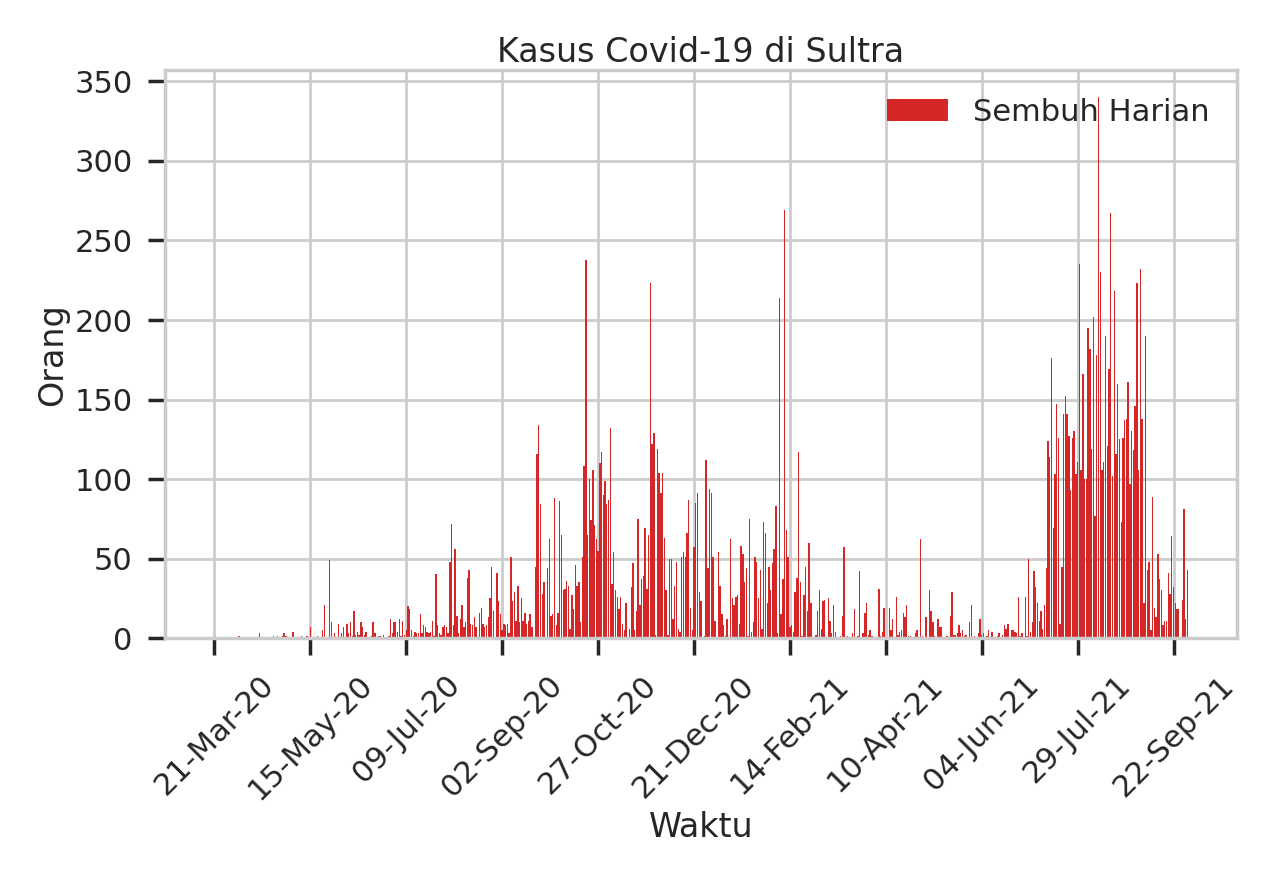 Kasus Covid-19 di Sultra
Sembuh Harian
350
300
250
200
150
100
50
0
Orang
21-Mar-20
15-May-20
09-Jul-20
02-Sep-20
27-Oct-20
21-Dec-20
14-Feb-21
10-Apr-21
04-Jun-21
29-Jul-21
22-Sep-21
Waktu